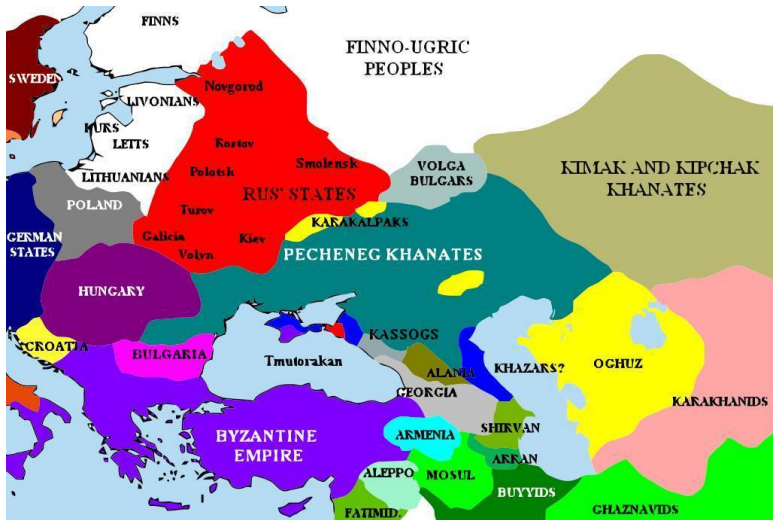 FINNS
FINNO-UGRIC
PEOPLES
SWEDEN
Novgorod
LIVONIANS
KURS
LETTS
Rostov
Smolensk
VOLGA
BULGARS
KIMAK AND KIPCHAK
KHANATES
LITHUANIANS
Polotsk
RUS' STATES
POLAND
Turov
KARAKALPAKS
GERMAN
STATES
Galicia
Kiev
Volyn
PECHENEG KHANATES
HUNGARY
CROATIA
BULGARIA
Tmutorakan
KASSOGS
ALANIA
KHAZARS?
OGHUZ
GEORGIA
KARAKHANIDS
BYZANTINE
EMPIRE
ARMENIA
SHIRVAN
ARRAN
ALEPPO
MOSUL
BUYYIDS
FATIMID.
GHAZNAVIDS